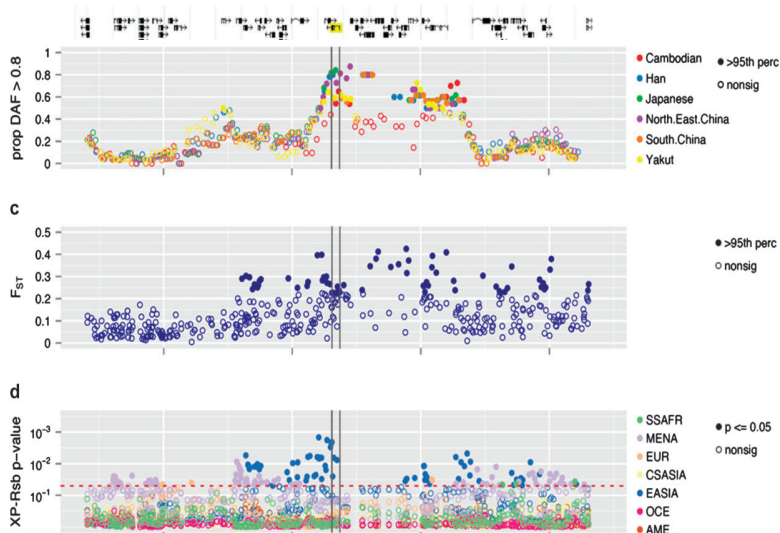 prop DAF > 0.8
1
0.8
0.6
0.4
0.2
0
Cambodian
Han
Japanese
North.East.China
South.China
Yakut
>95th perc
nonsig
c
FST
0.5
0.4
0.3
0.2
0.1
0
>95th perc
nonsig
d
XP-Rsb p-value
10-3
10-2
10-1
SSAFR
MENA
EUR
CSASIA
EASIA
OCE
AME
p <= 0.05
nonsig